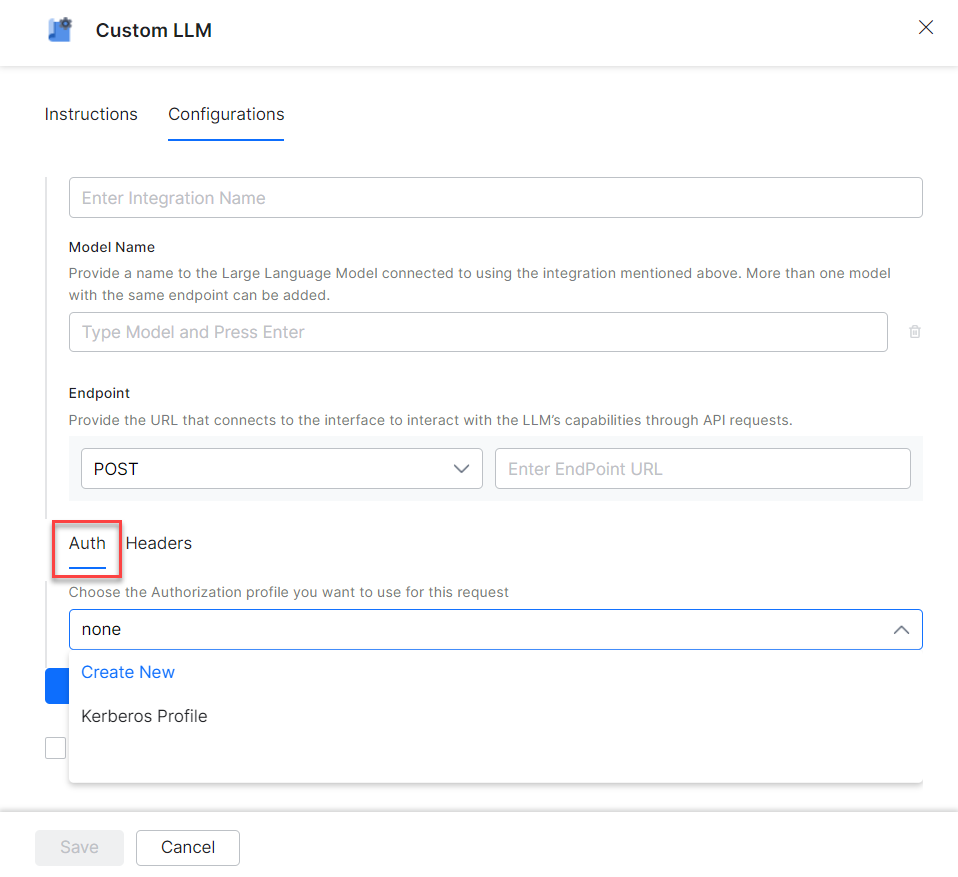 Custom LLM
Instructions
Configurations
Enter Integration Name
Model Name
Provide a name to the Large Language Model connected to using the integration mentioned above. More than one model
with the same endpoint can be added.
Type Model and Press Enter
Endpoint
Provide the URL that connects to the interface to interact with the LLM’s capabilities through API requests.
POST
Enter EndPoint URL
Auth
Headers
Choose the Authorization profile you want to use for this request
none
Create New
Kerberos Profile
Save
Cancel